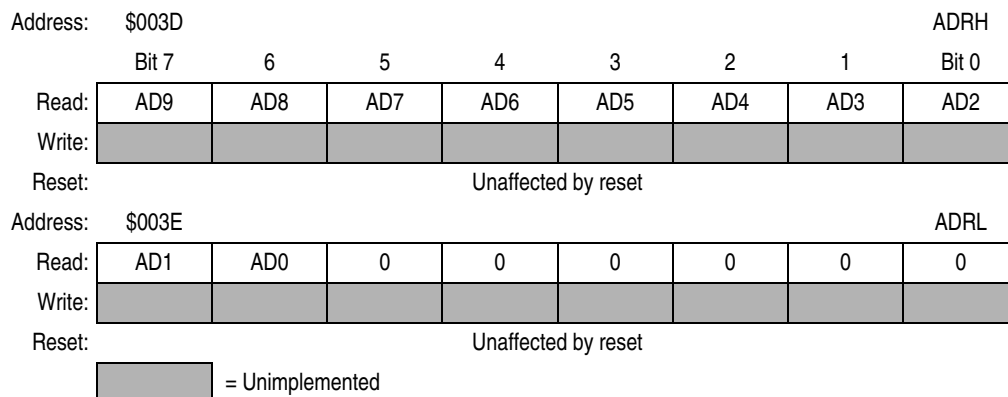 Address: $003D ADRH
Bit 7 6 5 4 3 2 1 Bit 0
Read: AD9 AD8 AD7 AD6 AD5 AD4 AD3 AD2
Write:
Reset: Unaffected by reset
Address: $003E ADRL
Read: AD1 AD0 0 0 0 0 0 0
Write:
Reset: Unaffected by reset
= Unimplemented